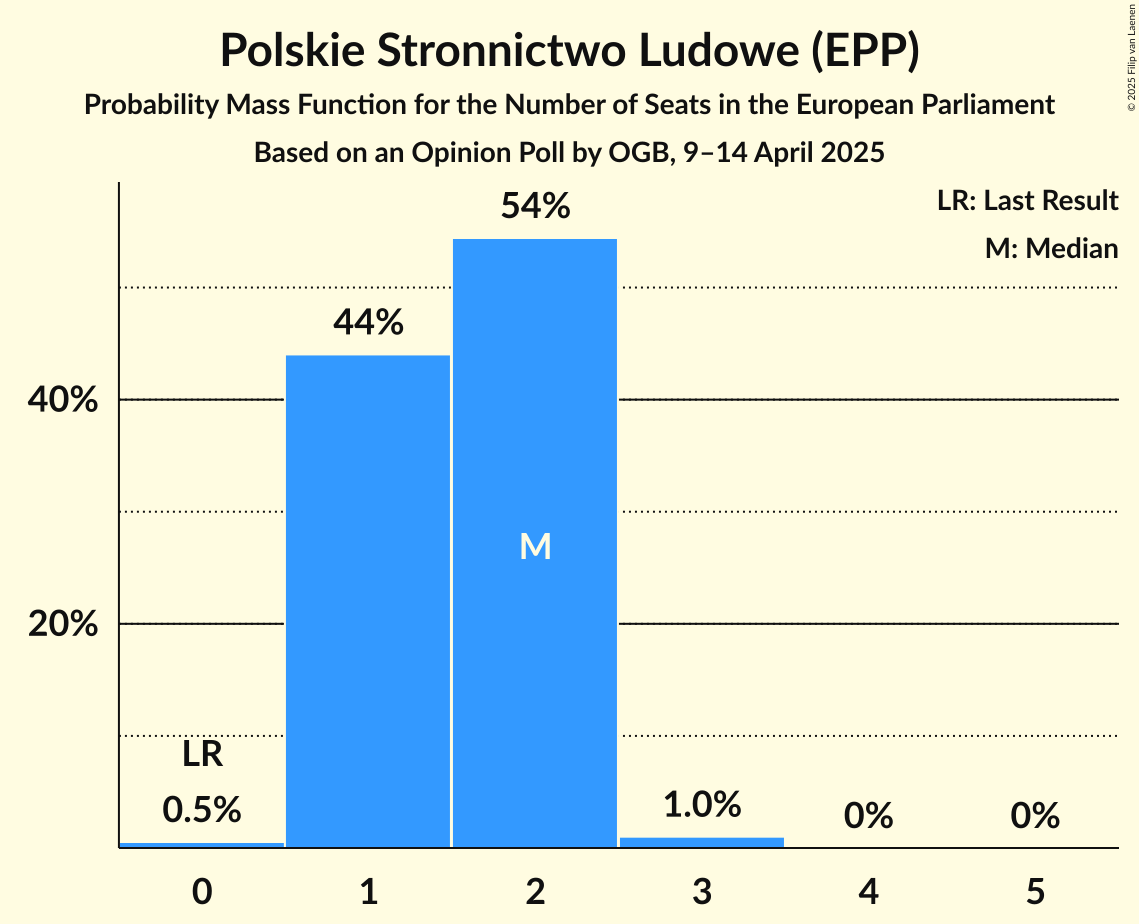 Polskie Stronnictwo Ludowe (EPP)
Probability Mass Function for the Number of Seats in the European Parliament
Based on an Opinion Poll by OGB, 9–14 April 2025
© 2025 Filip van Laenen
LR: Last Result
M: Median
54%
44%
40%
M
20%
LR
0.5%
1.0%
0%
0%
0
1
2
3
4
5